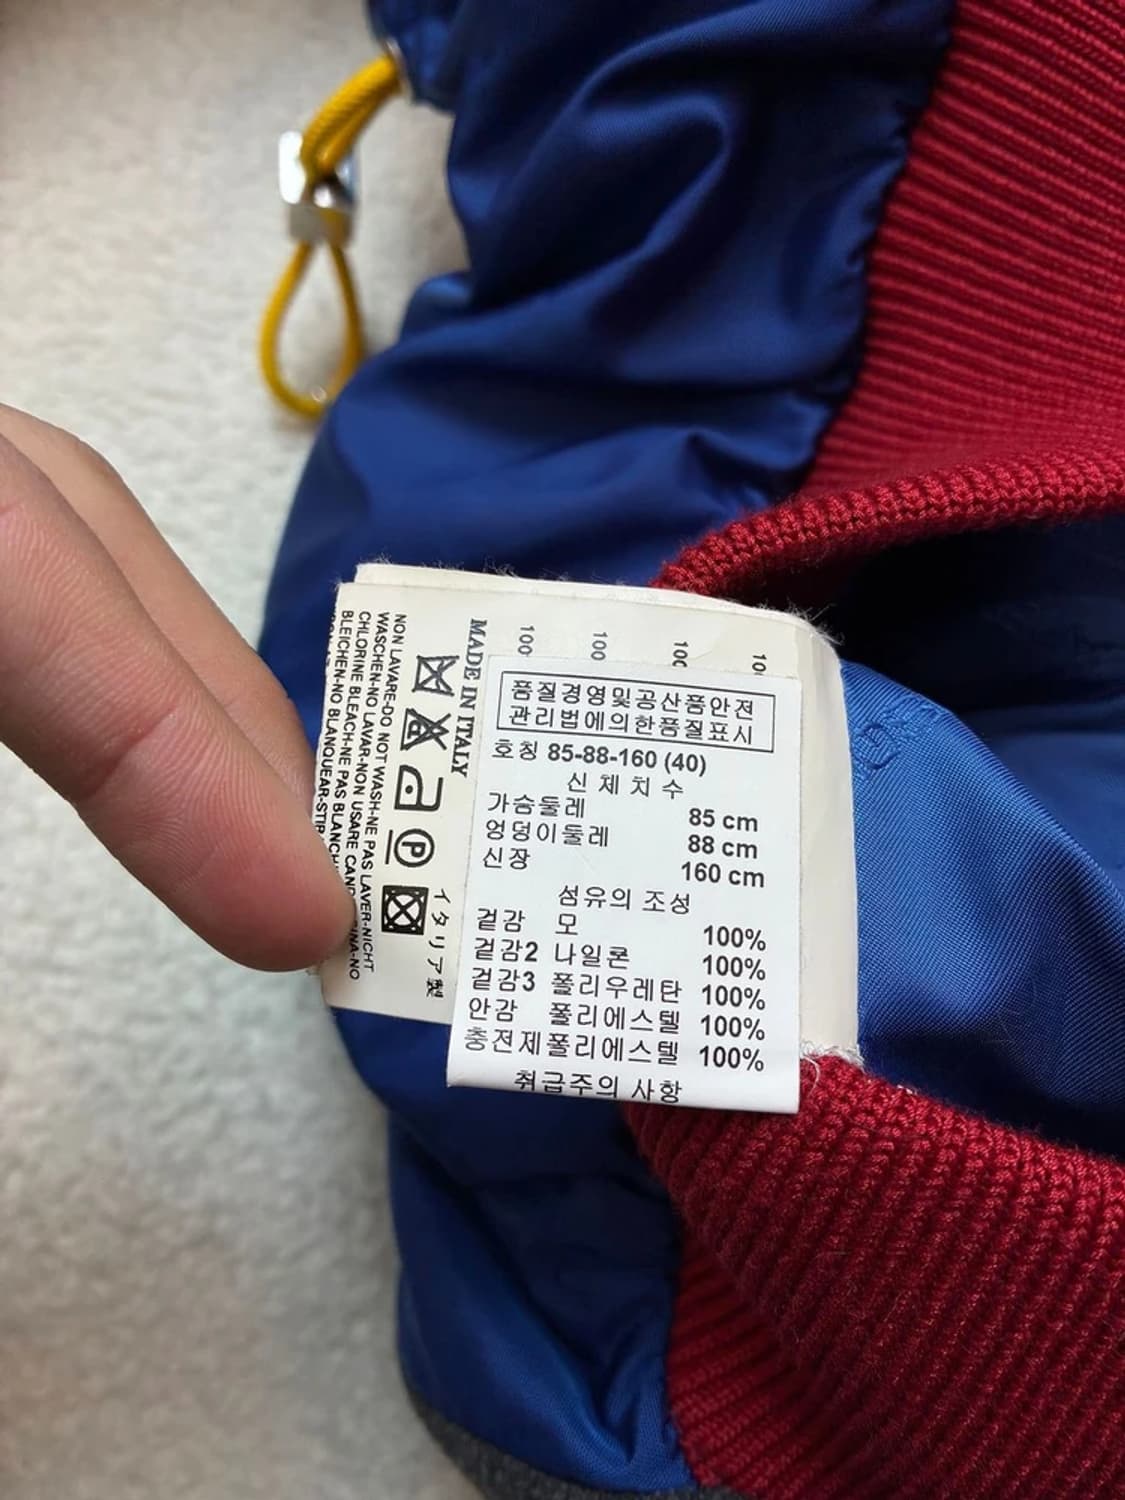 품질경영및공산품안전
관리법에의한품질표시
호칭 85-88-160 (40)
신체치수
가슴둘레 85 cm
엉덩이둘레 88 cm
신장 160 cm
섬유의 조성
겉감 모 100%
겉감2 나일론 100%
겉감3 폴리우레탄 100%
안감 폴리에스텔 100%
충전제폴리에스텔 100%
취급주의 사항
100
100
MADE IN ITALY
イタリア製
P
NON LAVARE-DO NOT WASH-NE PAS LAVER-NICHT
WASCHEN-NO LAVAR-NON USARE
CHLORINE BLEACH-NE PAS
BLEICHEN-NO BLANQUEAR-